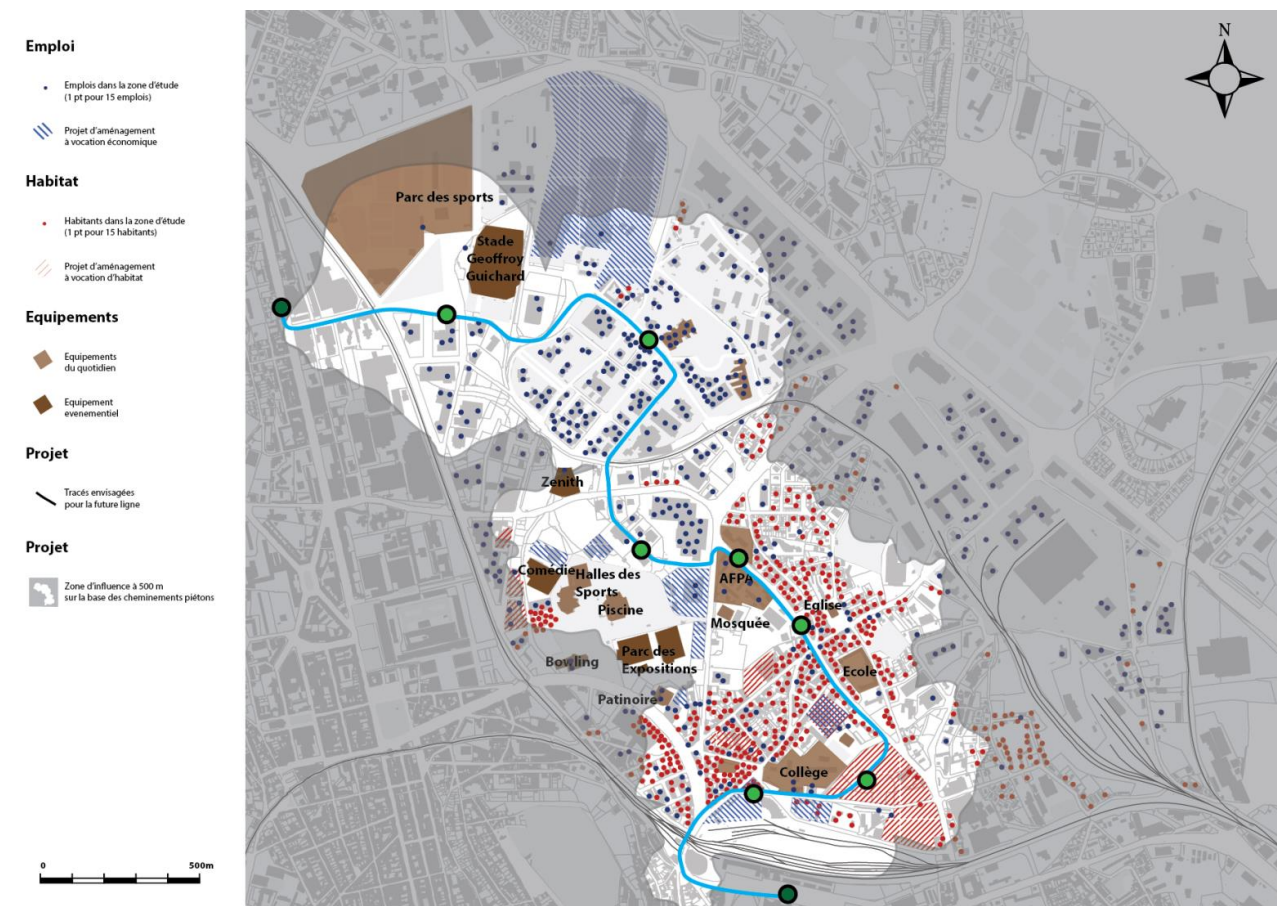 Emploi
Emplois dans la zone d'étude
(1 pt pour 15 emplois)
Projet d'aménagement
à vocation économique
Habitat
Habitants dans la zone d'étude
(1 pt pour 15 habitants)
Projet d'aménagement
à vocation d'habitat
Equipements
Equipements
du quotidien
Equipement
evenementiel
Projet
Tracés envisagées
pour la future ligne
Projet
Zone d'influence à 500 m
sur la base des cheminements piétons
0 500m
N
Parc des sports
Stade
Geoffroy
Guichard
Zenith
Comédie
Halles des
Sports
Piscine
AFPA
Mosquée
Eglise
Parc des
Expositions
Bowling
Ecole
Patinoire
Collège